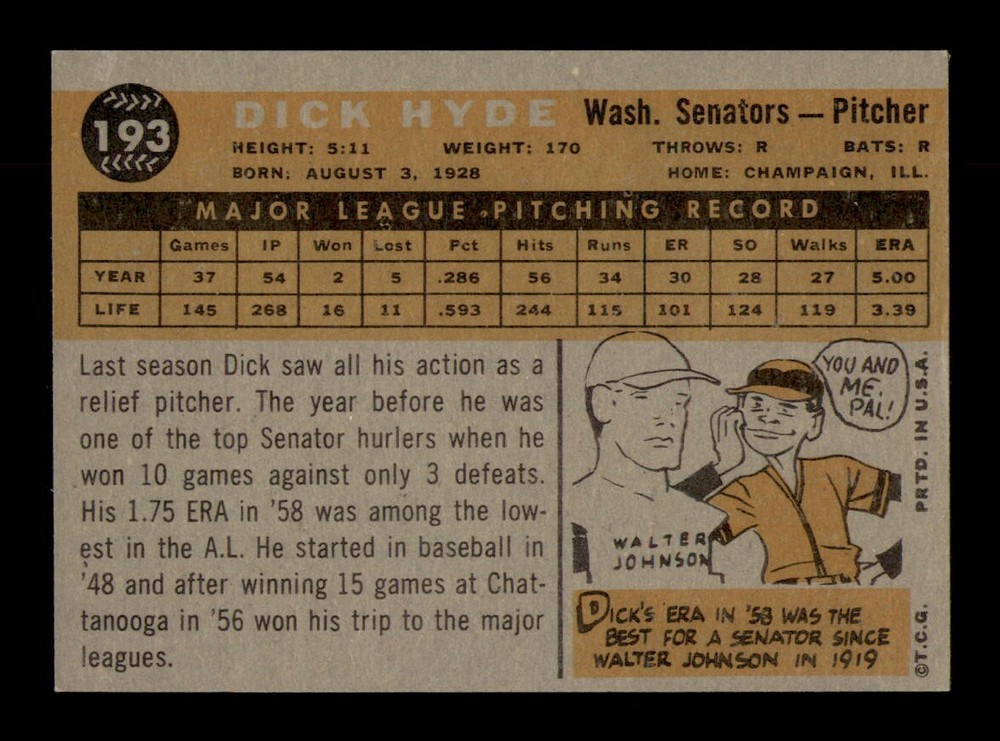 193
DICK HYDE Wash. Senators — Pitcher
HEIGHT: 5:11 WEIGHT: 170 THROWS: R BATS: R
BORN: AUGUST 3, 1928 HOME: CHAMPAIGN, ILL.
MAJOR LEAGUE PITCHING RECORD
Games IP Won Lost Pct Hits Runs ER SO Walks ERA
YEAR 37 54 2 5 .286 56 34 30 28 27 5.00
LIFE 145 268 16 11 .593 244 115 101 124 119 3.39
Last season Dick saw all his action as a
relief pitcher. The year before he was
one of the top Senator hurlers when he
won 10 games against only 3 defeats.
His 1.75 ERA in '58 was among the low-
est in the A.L. He started in baseball in
'48 and after winning 15 games at Chat-
tanooga in '56 won his trip to the major
leagues.
YOU AND
ME,
PAL!
WALTER
JOHNSON
DICK'S ERA IN '58 WAS THE
BEST FOR A SENATOR SINCE
WALTER JOHNSON IN 1919
©T.C.G. PRTD. IN U.S.A.